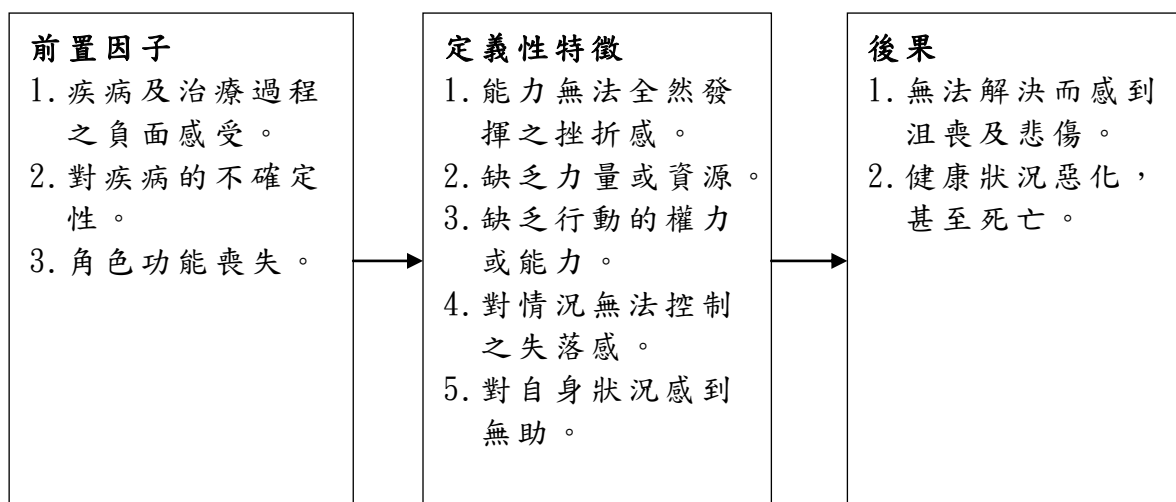 前置因子
1.疾病及治療過程
之負面感受。
2.對疾病的不確定
性。
3.角色功能喪失。
定義性特徵
1.能力無法全然發
揮之挫折感。
2.缺乏力量或資源。
3.缺乏行動的權力
或能力。
4.對情況無法控制
之失落感。
5.對自身狀況感到
無助。
後果
1.無法解決而感到
沮喪及悲傷。
2.健康狀況惡化，
甚至死亡。